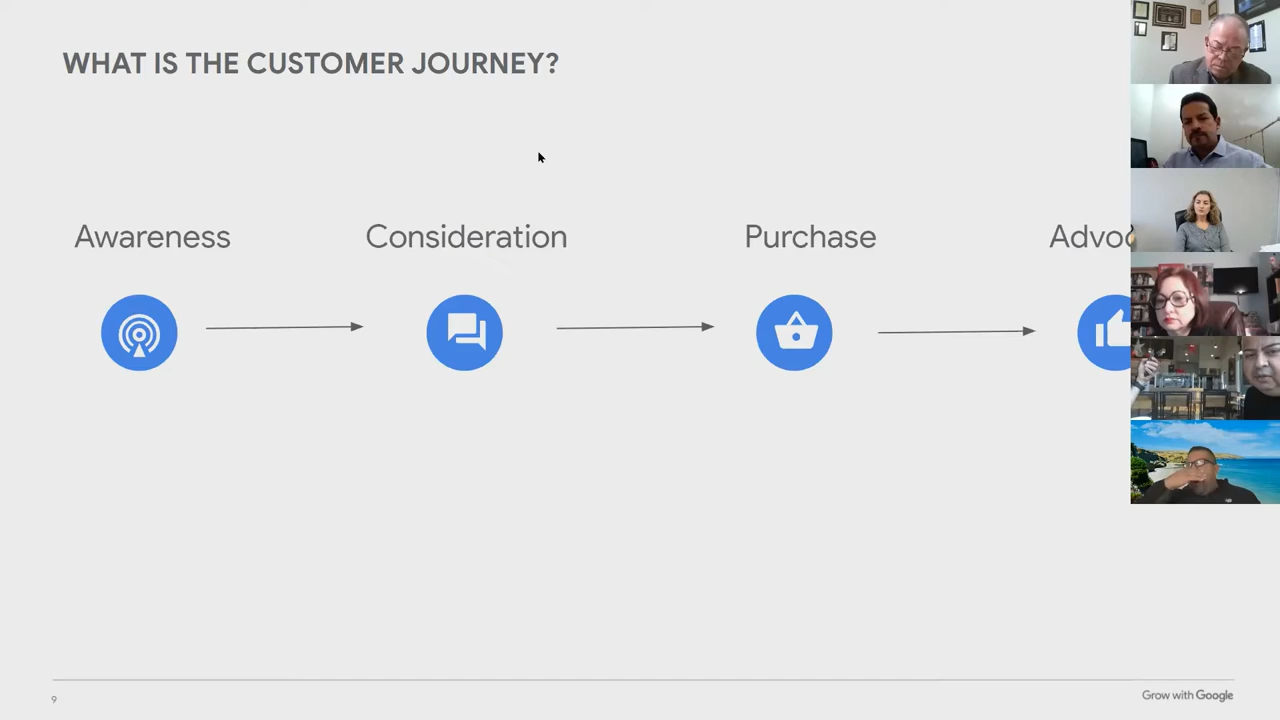 WHAT IS THE CUSTOMER JOURNEY?
Awareness Consideration Purchase Advoc
9
Grow with Google